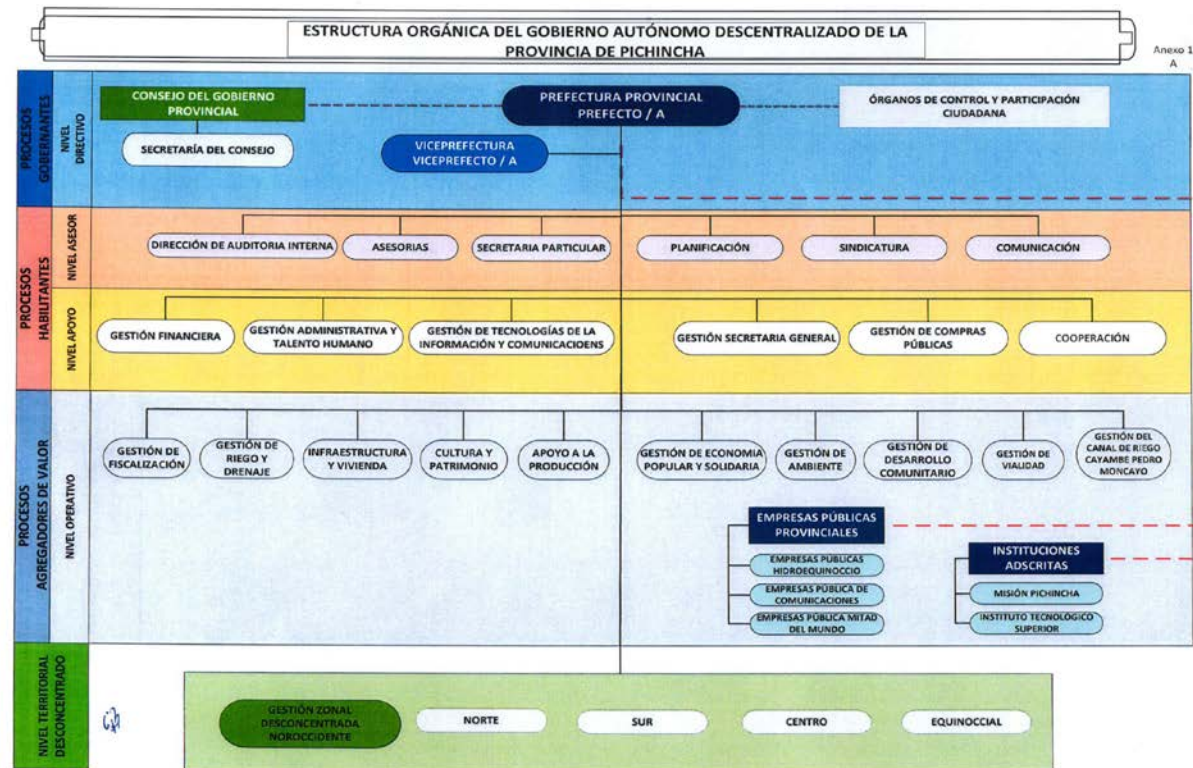 ESTRUCTURA ORGÁNICA DEL GOBIERNO AUTÓNOMO DESCENTRALIZADO DE LA
PROVINCIA DE PICHINCHA
Anexo 1
A
PROCESOS
GOBERNANTES
NIVEL
DIRECTIVO
CONSEJO DEL GOBIERNO
PROVINCIAL
PREFECTURA PROVINCIAL
PREFECTO / A
ÓRGANOS DE CONTROL Y PARTICIPACIÓN
CIUDADANA
SECRETARÍA DEL CONSEJO
VICEPREFECTURA
VICEPREFECTO / A
PROCESOS
HABILITANTES
NIVEL ASESOR
DIRECCIÓN DE AUDITORIA INTERNA
ASESORIAS
SECRETARIA PARTICULAR
PLANIFICACIÓN
SINDICATURA
COMUNICACIÓN
NIVEL APOYO
GESTIÓN FINANCIERA
GESTIÓN ADMINISTRATIVA Y
TALENTO HUMANO
GESTIÓN DE TECNOLOGÍAS DE LA
INFORMACIÓN Y COMUNICACIOENS
GESTIÓN SECRETARIA GENERAL
GESTIÓN DE COMPRAS
PÚBLICAS
COOPERACIÓN
PROCESOS
AGREGADORES DE VALOR
NIVEL OPERATIVO
GESTIÓN DE
FISCALIZACIÓN
GESTIÓN DE
RIEGO Y
DRENAJE
INFRAESTRUCTURA
Y VIVIENDA
CULTURA Y
PATRIMONIO
APOYO A LA
PRODUCCIÓN
GESTIÓN DE ECONOMIA
POPULAR Y SOLIDARIA
GESTIÓN DE
AMBIENTE
GESTIÓN DE
DESARROLLO
COMUNITARIO
GESTIÓN DE
VIALIDAD
GESTIÓN DEL
CANAL DE RIEGO
CAYAMBE PEDRO
MONCAYO
EMPRESAS PÚBLICAS
PROVINCIALES
EMPRESAS PÚBLICAS
HIDROEQUINOCCIO
EMPRESAS PÚBLICA DE
COMUNICACIONES
EMPRESAS PÚBLICA MITAD
DEL MUNDO
INSTITUCIONES
ADSCRITAS
MISIÓN PICHINCHA
INSTITUTO TECNOLÓGICO
SUPERIOR
NIVEL TERRITORIAL
DESCONCENTRADO
GESTIÓN ZONAL
DESCONCENTRADA
NOROCCIDENTE
NORTE
SUR
CENTRO
EQUINOCCIAL